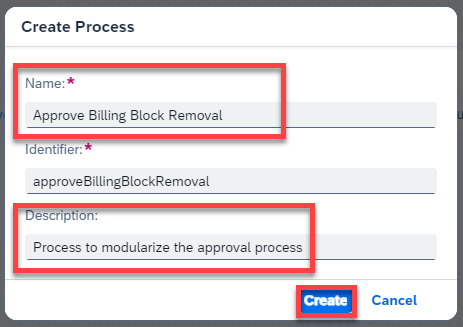 Create Process
Name:*
Approve Billing Block Removal
Identifier:*
approveBillingBlockRemoval
Description:
Process to modularize the approval process
Create Cancel